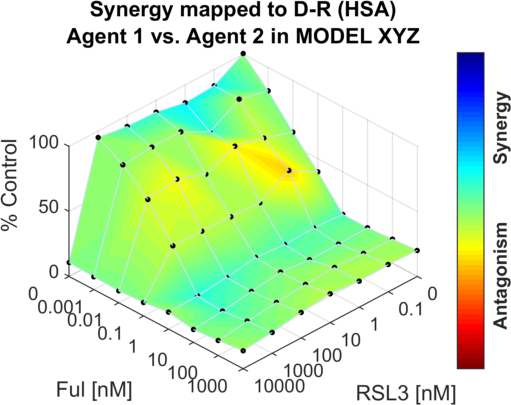 Synergy mapped to D-R (HSA)
Agent 1 vs. Agent 2 in MODEL XYZ
% Control
100
50
0
0
0.001
0.01
0.1
1
10
100
1000
Ful [nM]
0
0.1
1
10
100
1000
10000
RSL3 [nM]
Synergy
Antagonism